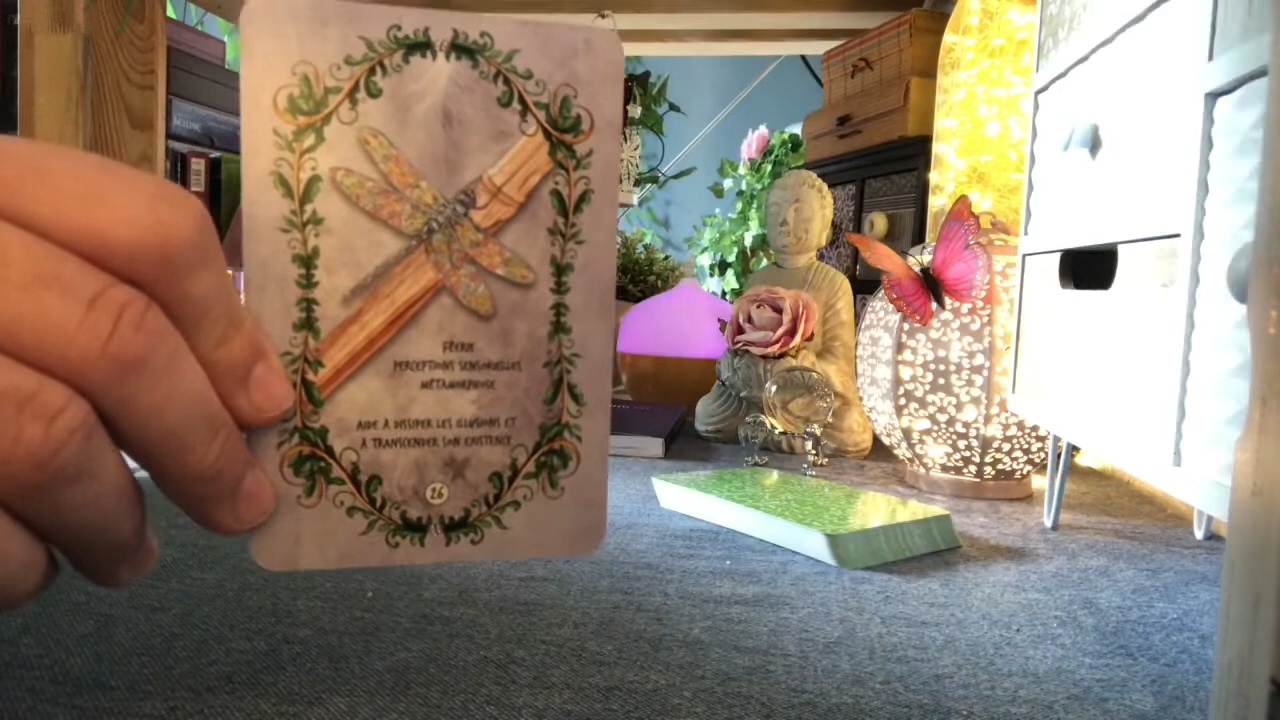 FÉERIE
PERCEPTIONS SENSORIELLES
MÉTAMORPHOSE
AIDE À DISSIPER LES ILLUSIONS ET
À TRANSCENDER SON EXISTENCE
26